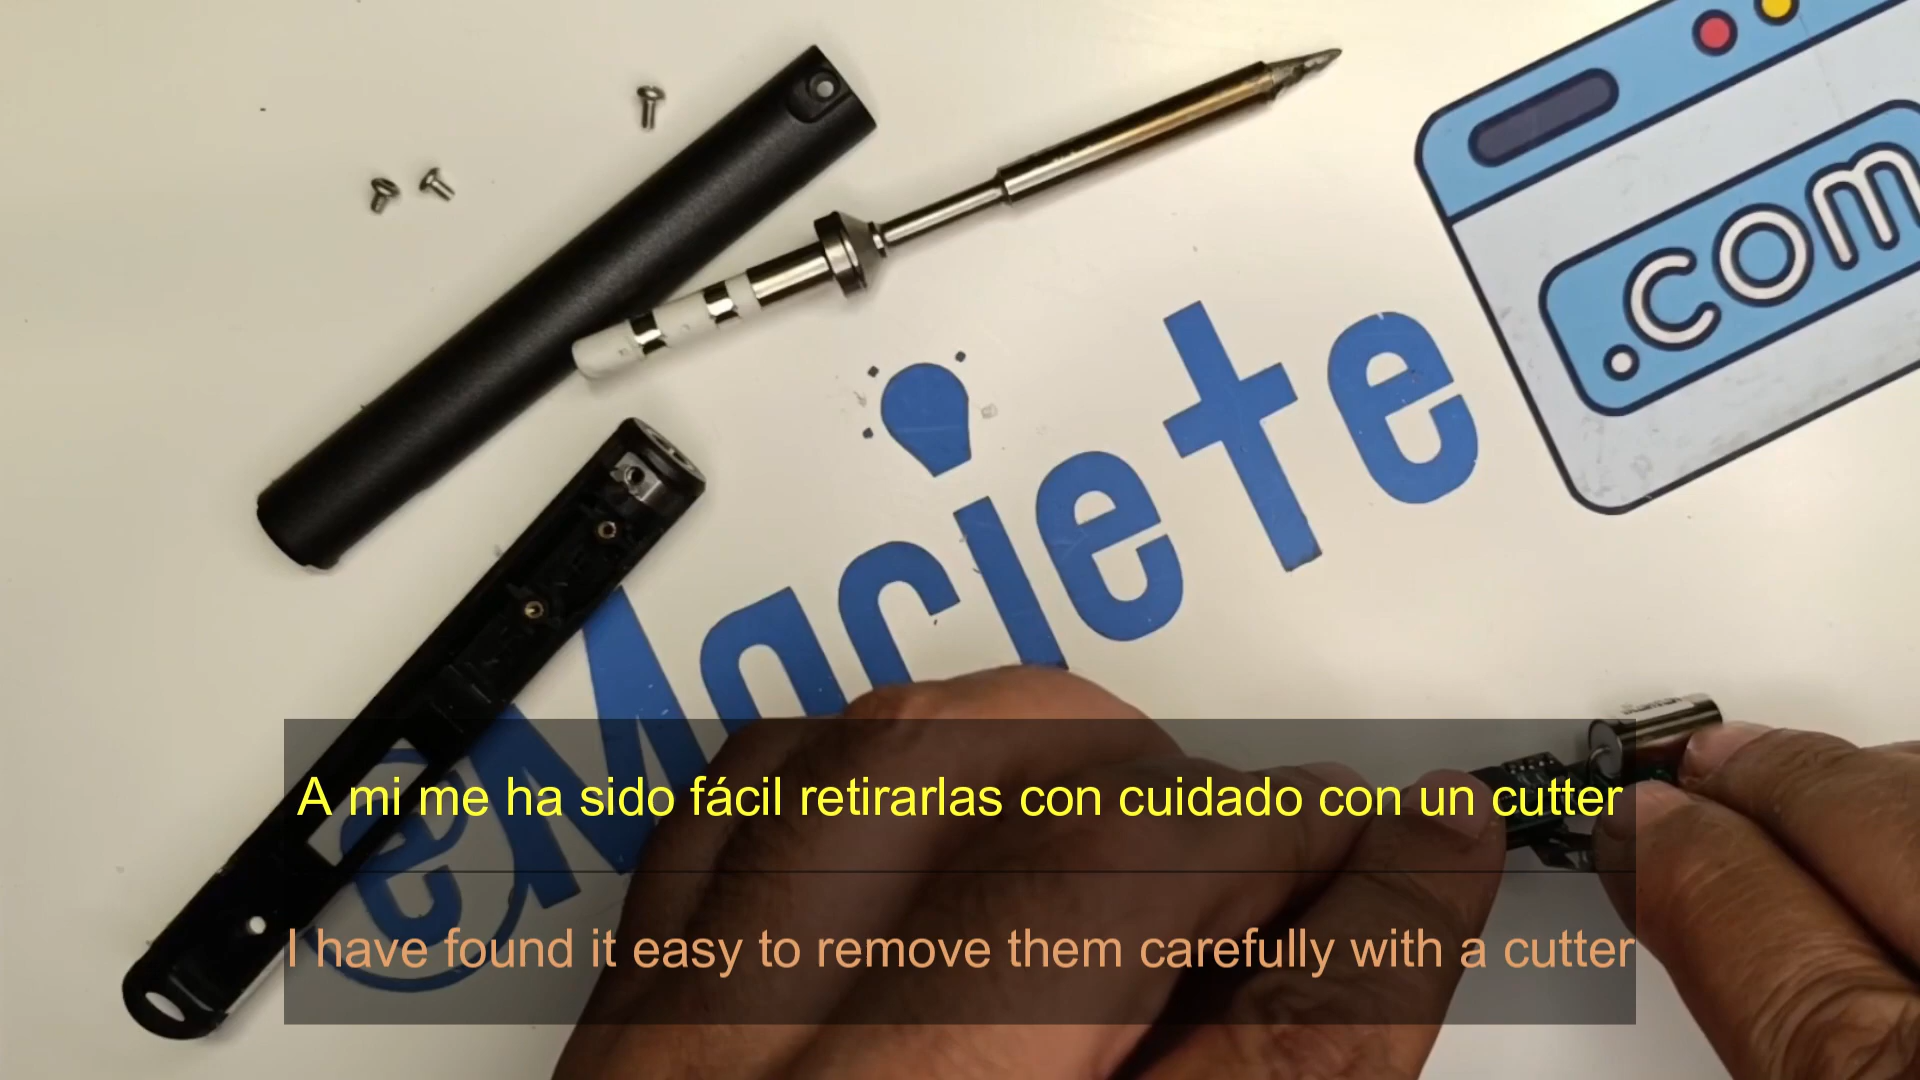 .com
eMariete
A mi me ha sido fácil retirarlas con cuidado con un cutter
I have found it easy to remove them carefully with a cutter